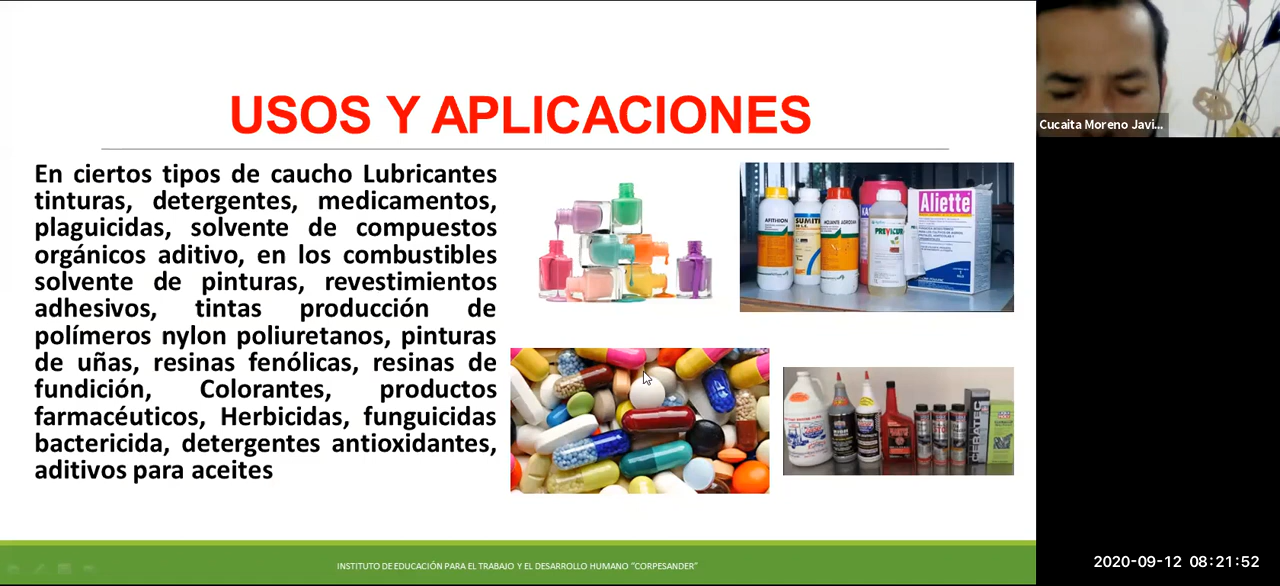 USOS Y APLICACIONES
En ciertos tipos de caucho Lubricantes
tinturas, detergentes, medicamentos,
plaguicidas, solvente de compuestos
orgánicos aditivo, en los combustibles
solvente de pinturas, revestimientos
adhesivos, tintas producción de
polímeros nylon poliuretanos, pinturas
de uñas, resinas fenólicas, resinas de
fundición, Colorantes, productos
farmacéuticos, Herbicidas, funguicidas
bactericida, detergentes antioxidantes,
aditivos para aceites
AFITHION
SUMIT
PREVICUR
Aliette
CERATEC
INSTITUTO DE EDUCACIÓN PARA EL TRABAJO Y EL DESARROLLO HUMANO “CORPESANDER”
Cucaita Moreno Javi...
2020-09-12 08:21:52